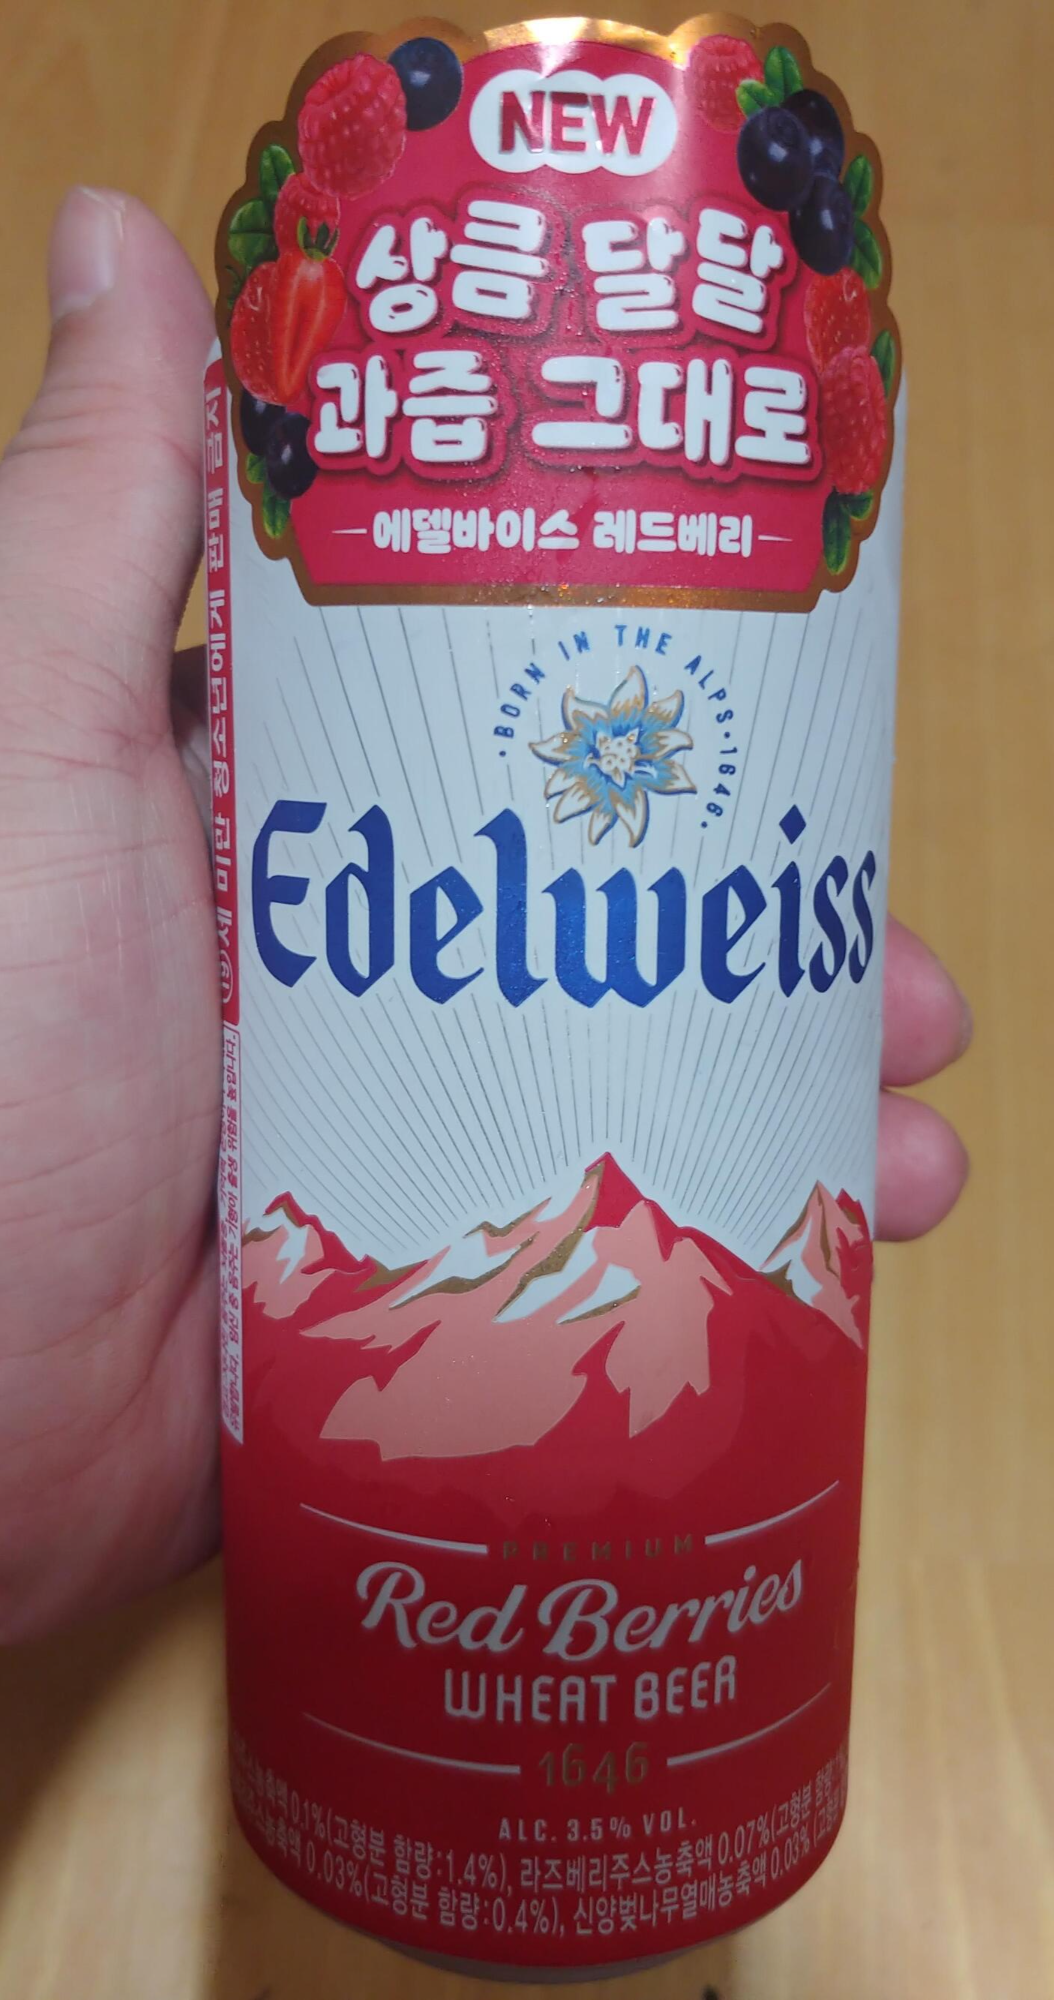 NEW
상큼 달달
과즙 그대로
에델바이스 레드베리
·BORN IN THE ALPS·1646·
Edelweiss
PREMIUM
Red Berries
WHEAT BEER
1646
ALC. 3.5% VOL.
농축액 0.1%(고형분 함량:1.4%), 라즈베리주스농축액 0.07%(고형분 함량:
농축액 0.03%(고형분 함량:0.4%), 신양벚나무열매농축액 0.03%
19세 미만 청소년에게 판매 금지